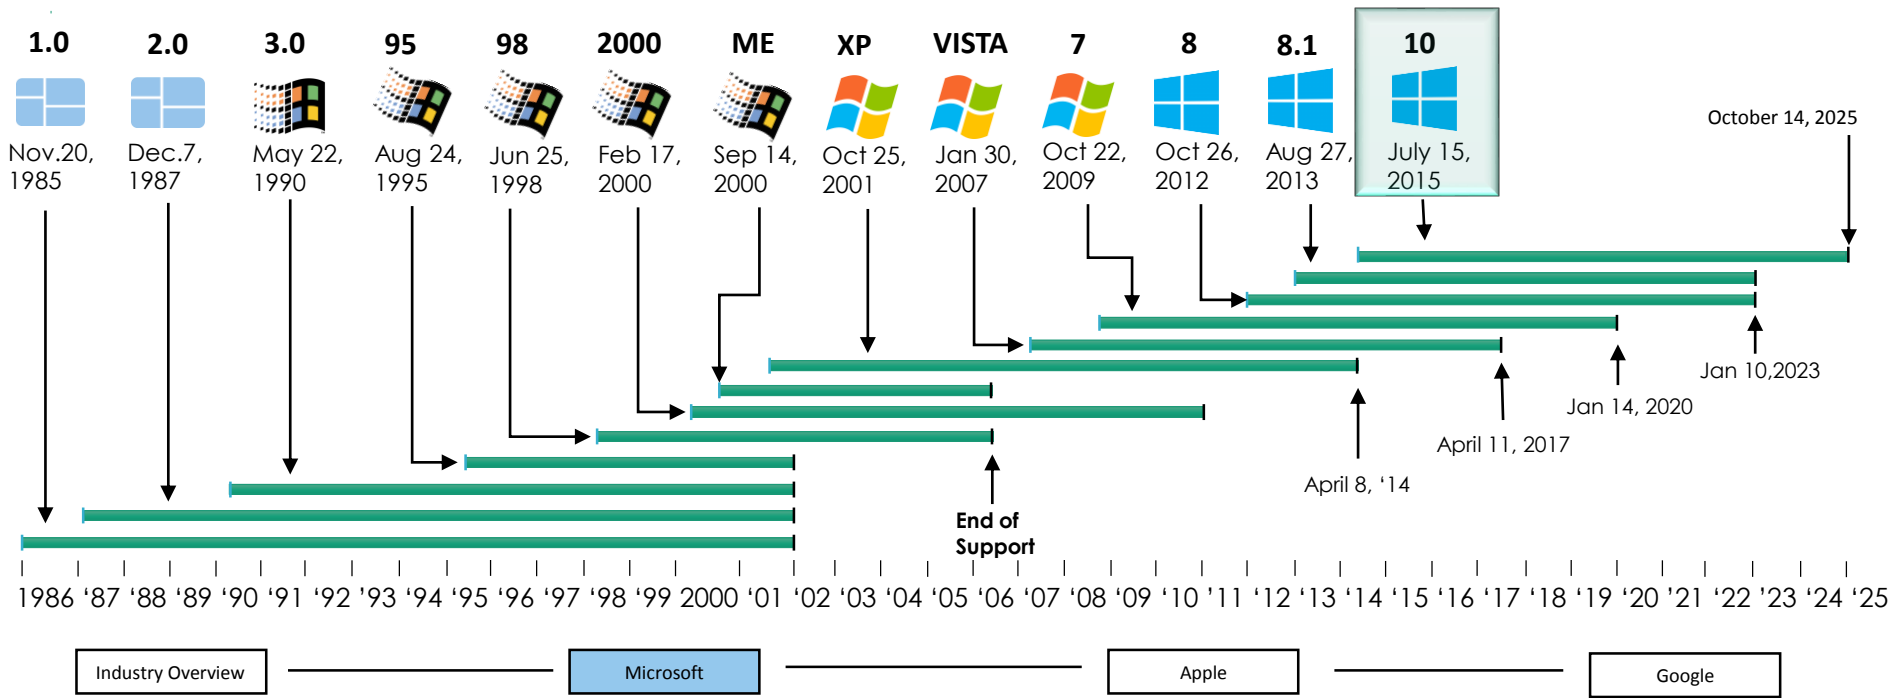 1.0 2.0 3.0 95 98 2000 ME XP VISTA 7 8 8.1 10
October 14, 2025
Nov.20,
1985
Dec.7,
1987
May 22,
1990
Aug 24,
1995
Jun 25,
1998
Feb 17,
2000
Sep 14,
2000
Oct 25,
2001
Jan 30,
2007
Oct 22,
2009
Oct 26,
2012
Aug 27,
2013
July 15,
2015
Jan 10,2023
Jan 14, 2020
April 11, 2017
April 8, ‘14
End of
Support
1986 ‘87 ‘88 ‘89 ‘90 ‘91 ‘92 ‘93 ‘94 ‘95 ‘96 ‘97 ‘98 ‘99 2000 ‘01 ‘02 ‘03 ‘04 ‘05 ‘06 ‘07 ‘08 ‘09 ‘10 ’11 ‘12 ‘13 ‘14 ‘15 ‘16 ‘17 ‘18 ‘19 ‘20 ’21 ‘22 ‘23 ‘24 ‘25
Industry Overview
Microsoft
Apple
Google